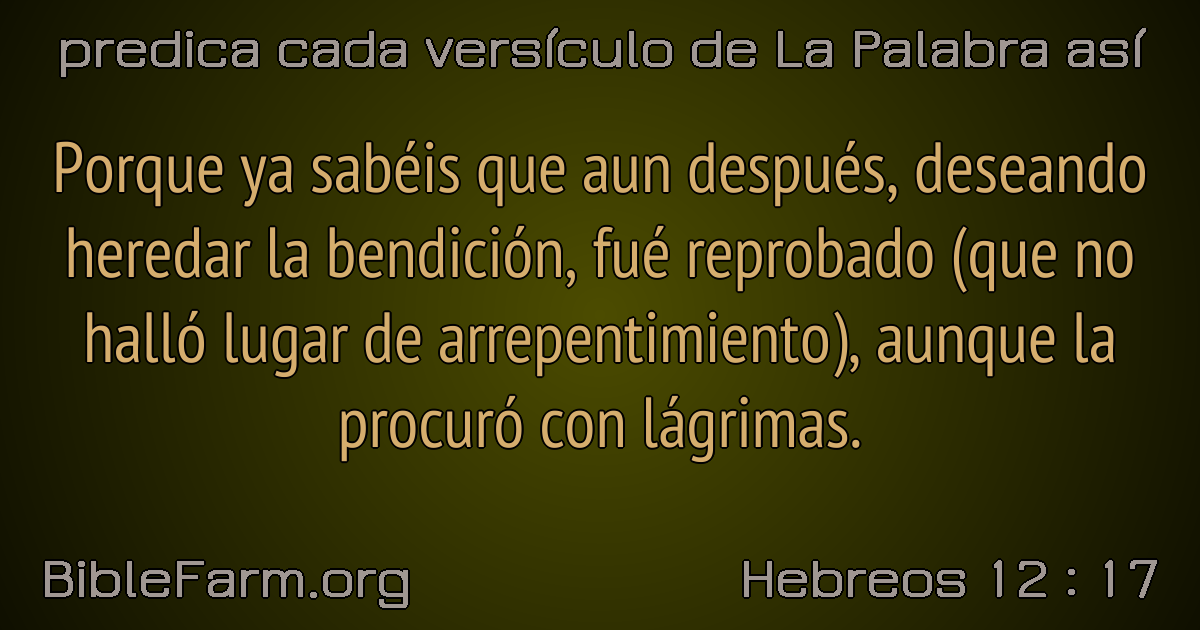 predica cada versículo de La Palabra así
Porque ya sabéis que aun después, deseando
heredar la bendición, fué reprobado (que no
halló lugar de arrepentimiento), aunque la
procuró con lágrimas.
BibleFarm.org
Hebreos 12 : 17